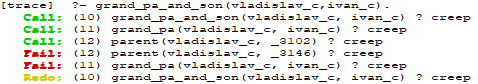 [trace]  ?- grand_pa_and_son(vladislav_c,ivan_c).
Call: (10) grand_pa_and_son(vladislav_c, ivan_c) ? creep
Call: (11) grand_pa(vladislav_c, ivan_c) ? creep
Call: (12) parent(vladislav_c, _3102) ? creep
Fail: (12) parent(vladislav_c, _3146) ? creep
Fail: (11) grand_pa(vladislav_c, ivan_c) ? creep
Redo: (10) grand_pa_and_son(vladislav_c, ivan_c) ? creep